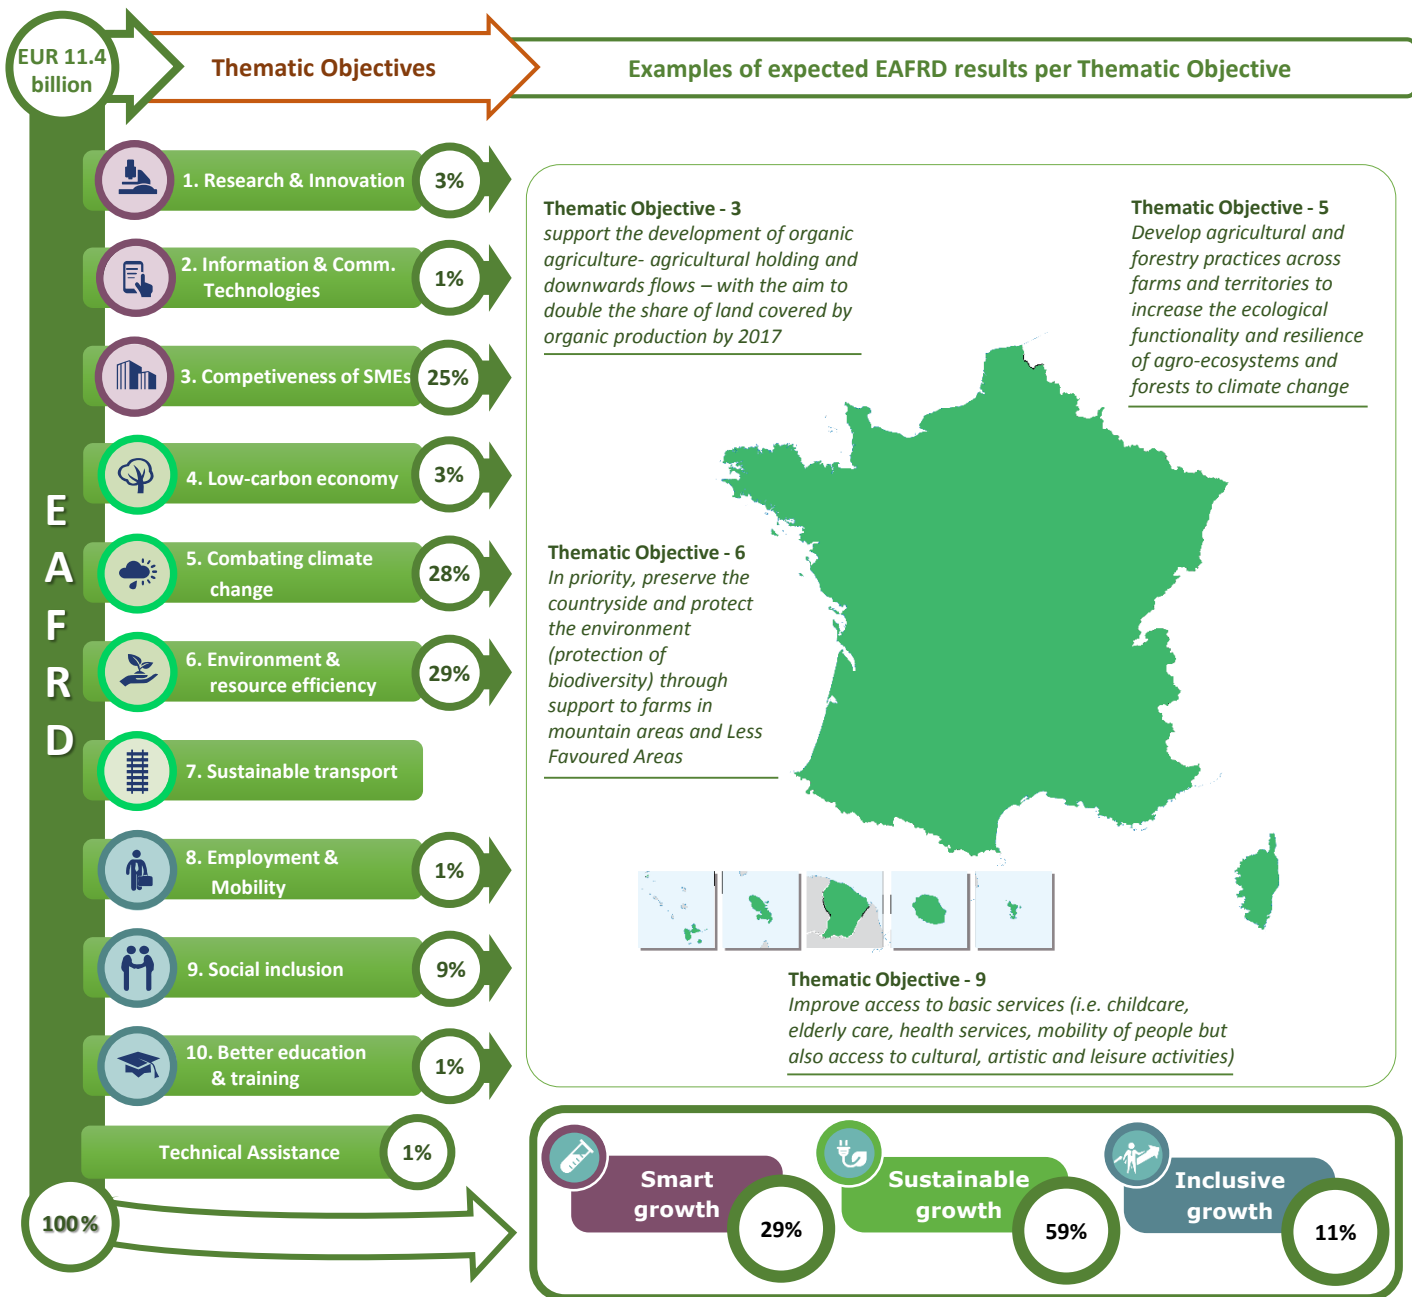 EUR 11.4
billion
Thematic Objectives
Examples of expected EAFRD results per Thematic Objective
E
A
F
R
D
1. Research & Innovation
3%
2. Information & Comm.
Technologies
1%
3. Competiveness of SMEs
25%
4. Low-carbon economy
3%
5. Combating climate
change
28%
6. Environment &
resource efficiency
29%
7. Sustainable transport
8. Employment &
Mobility
1%
9. Social inclusion
9%
10. Better education
& training
1%
Technical Assistance
1%
100%
Thematic Objective - 3
support the development of organic
agriculture- agricultural holding and
downwards flows – with the aim to
double the share of land covered by
organic production by 2017
Thematic Objective - 5
Develop agricultural and
forestry practices across
farms and territories to
increase the ecological
functionality and resilience
of agro-ecosystems and
forests to climate change
Thematic Objective - 6
In priority, preserve the
countryside and protect
the environment
(protection of
biodiversity) through
support to farms in
mountain areas and Less
Favoured Areas
Thematic Objective - 9
Improve access to basic services (i.e. childcare,
elderly care, health services, mobility of people but
also access to cultural, artistic and leisure activities)
Smart
growth
29%
Sustainable
growth
59%
Inclusive
growth
11%